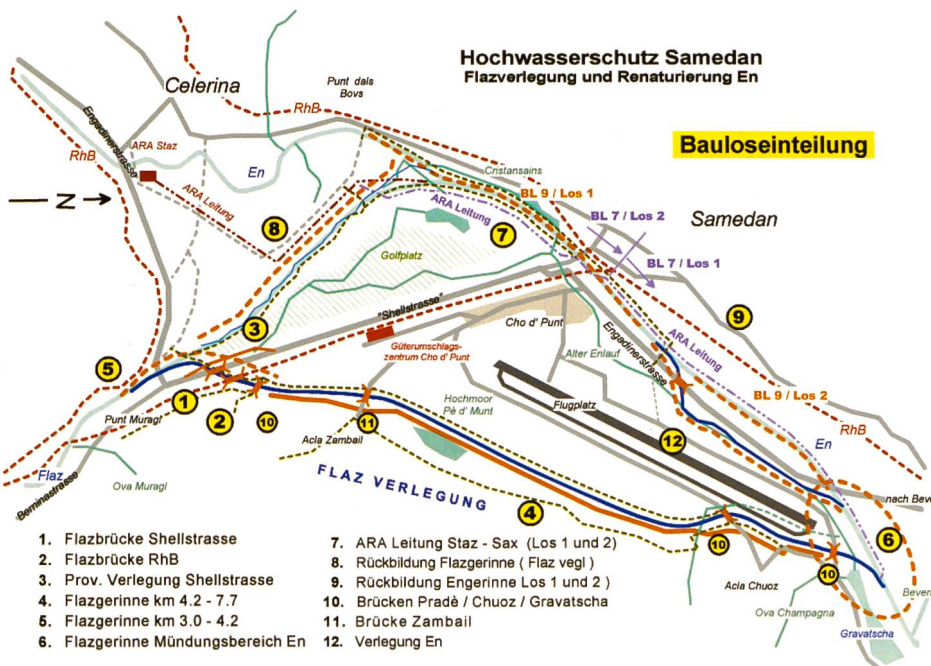 Hochwasserschutz Samedan
Flazverlegung und Renaturierung En
Bauloseinteilung
Celerina
Punt dals
Bovs
RhB
Engadinerstrasse
RhB
ARA Staz
En
ARA Leitung
N
8
Cristansains
BL 9 / Los 1
ARA Leitung
7
BL 7 / Los 2
Samedan
BL 7 / Los 1
Golfplatz
9
"Shellstrasse"
3
Cho d' Punt
Güterumschlags-
zentrum Cho d' Punt
Engadinerstrasse
ARA Leitung
Alter Enlauf
5
Hochmoor
Pè d' Munt
Flugplatz
BL 9 / Los 2
1
2
10
11
12
En
RhB
Punt Muragl
Acla Zambail
Flaz
Berninastrasse
Ova Muragl
FLAZ VERLEGUNG
4
nach Beve
10
6
10
Acla Chuoz
Ova Champagna
Bever
Gravatscha
1. Flazbrücke Shellstrasse
2. Flazbrücke RhB
3. Prov. Verlegung Shellstrasse
4. Flazgerinne km 4.2 - 7.7
5. Flazgerinne km 3.0 - 4.2
6. Flazgerinne Mündungsbereich En
7. ARA Leitung Staz - Sax (Los 1 und 2)
8. Rückbildung Flazgerinne ( Flaz vegl )
9. Rückbildung Engerinne Los 1 und 2 )
10. Brücken Pradè / Chuoz / Gravatscha
11. Brücke Zambail
12. Verlegung En